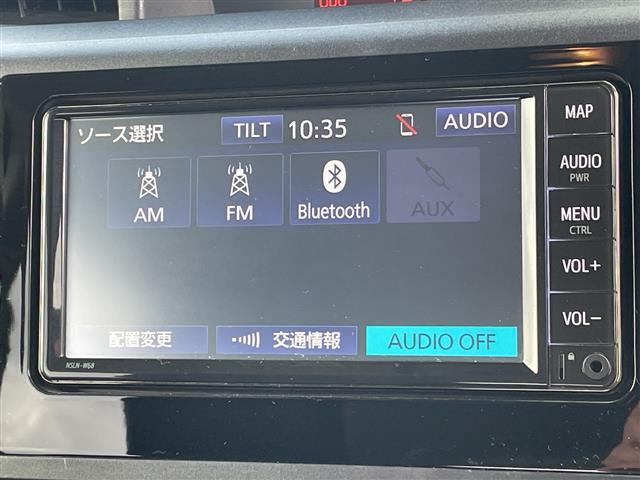 ODO
ソース選択
TILT
10:35
AUDIO
AM
FM
Bluetooth
AUX
配置変更
交通情報
AUDIO OFF
MAP
AUDIO
PWR
MENU
CTRL
VOL+
VOL−
NSLN-W68